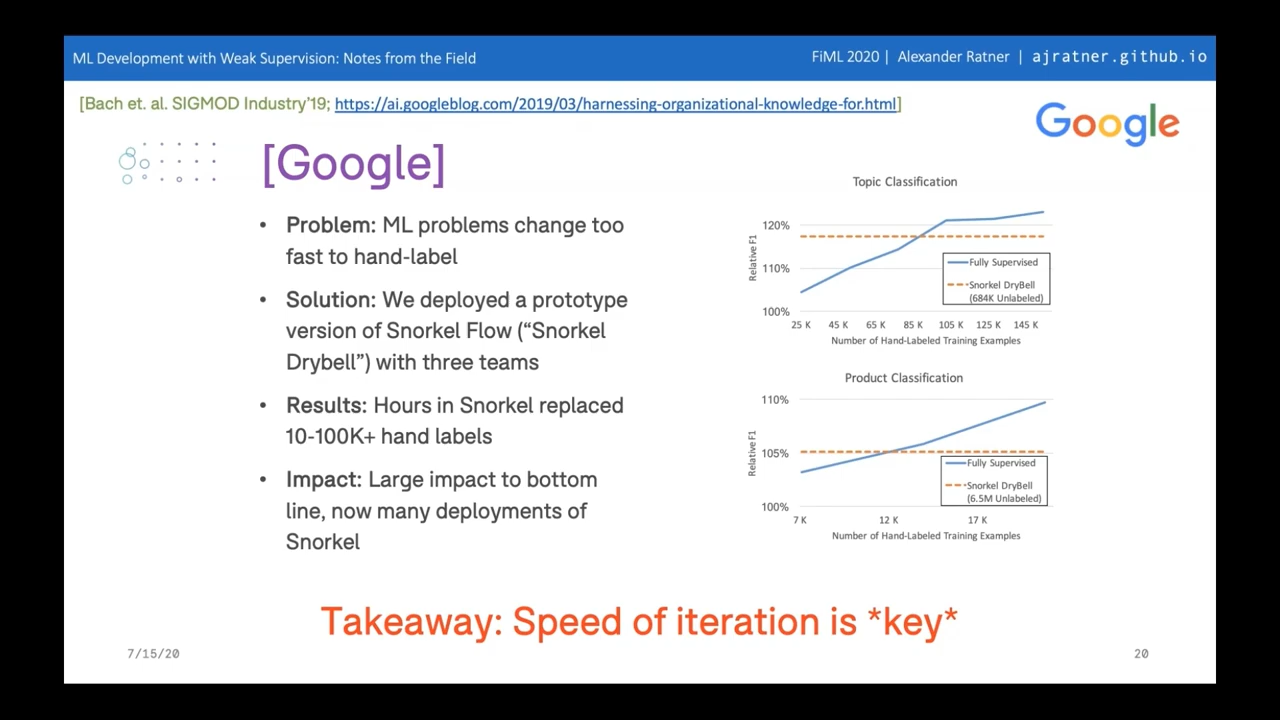 ML Development with Weak Supervision: Notes from the Field
FiML 2020 | Alexander Ratner | ajratner.github.io
[Bach et. al. SIGMOD Industry'19; https://ai.googleblog.com/2019/03/harnessing-organizational-knowledge-for.html]
Google
[Google]
• Problem: ML problems change too
fast to hand-label
• Solution: We deployed a prototype
version of Snorkel Flow (“Snorkel
Drybell”) with three teams
• Results: Hours in Snorkel replaced
10-100K+ hand labels
• Impact: Large impact to bottom
line, now many deployments of
Snorkel
Topic Classification
Relative F1
120%
110%
100%
Fully Supervised
Snorkel DryBell
(684K Unlabeled)
25 K 45 K 65 K 85 K 105 K 125 K 145 K
Number of Hand-Labeled Training Examples
Product Classification
Relative F1
110%
105%
100%
Fully Supervised
Snorkel DryBell
(6.5M Unlabeled)
7 K 12 K 17 K
Number of Hand-Labeled Training Examples
Takeaway: Speed of iteration is *key*
7/15/20
20